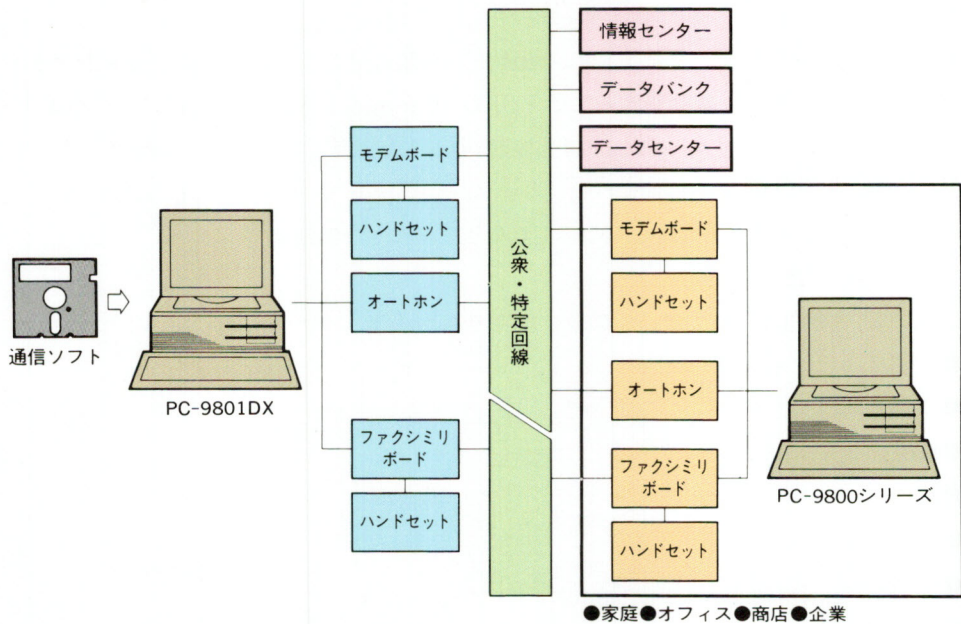 通信ソフト
PC-9801DX
モデムボード
ハンドセット
オートホン
ファクシミリ
ボード
ハンドセット
公衆・特定回線
情報センター
データバンク
データセンター
モデムボード
ハンドセット
オートホン
ファクシミリ
ボード
ハンドセット
PC-9800シリーズ
●家庭●オフィス●商店●企業